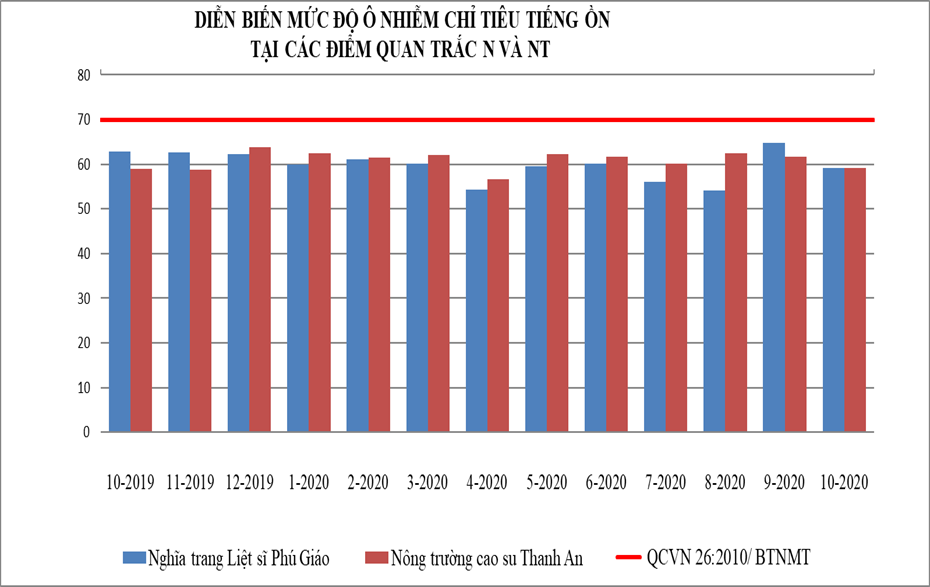 DIỄN BIẾN MỨC ĐỘ Ô NHIỄM CHỈ TIÊU TIẾNG ỒN
TẠI CÁC ĐIỂM QUAN TRẮC N VÀ NT
80
70
60
50
40
30
20
10
0
10-2019 11-2019 12-2019 1-2020 2-2020 3-2020 4-2020 5-2020 6-2020 7-2020 8-2020 9-2020 10-2020
Nghĩa trang Liệt sĩ Phú Giáo Nông trường cao su Thanh An QCVN 26:2010/ BTNMT